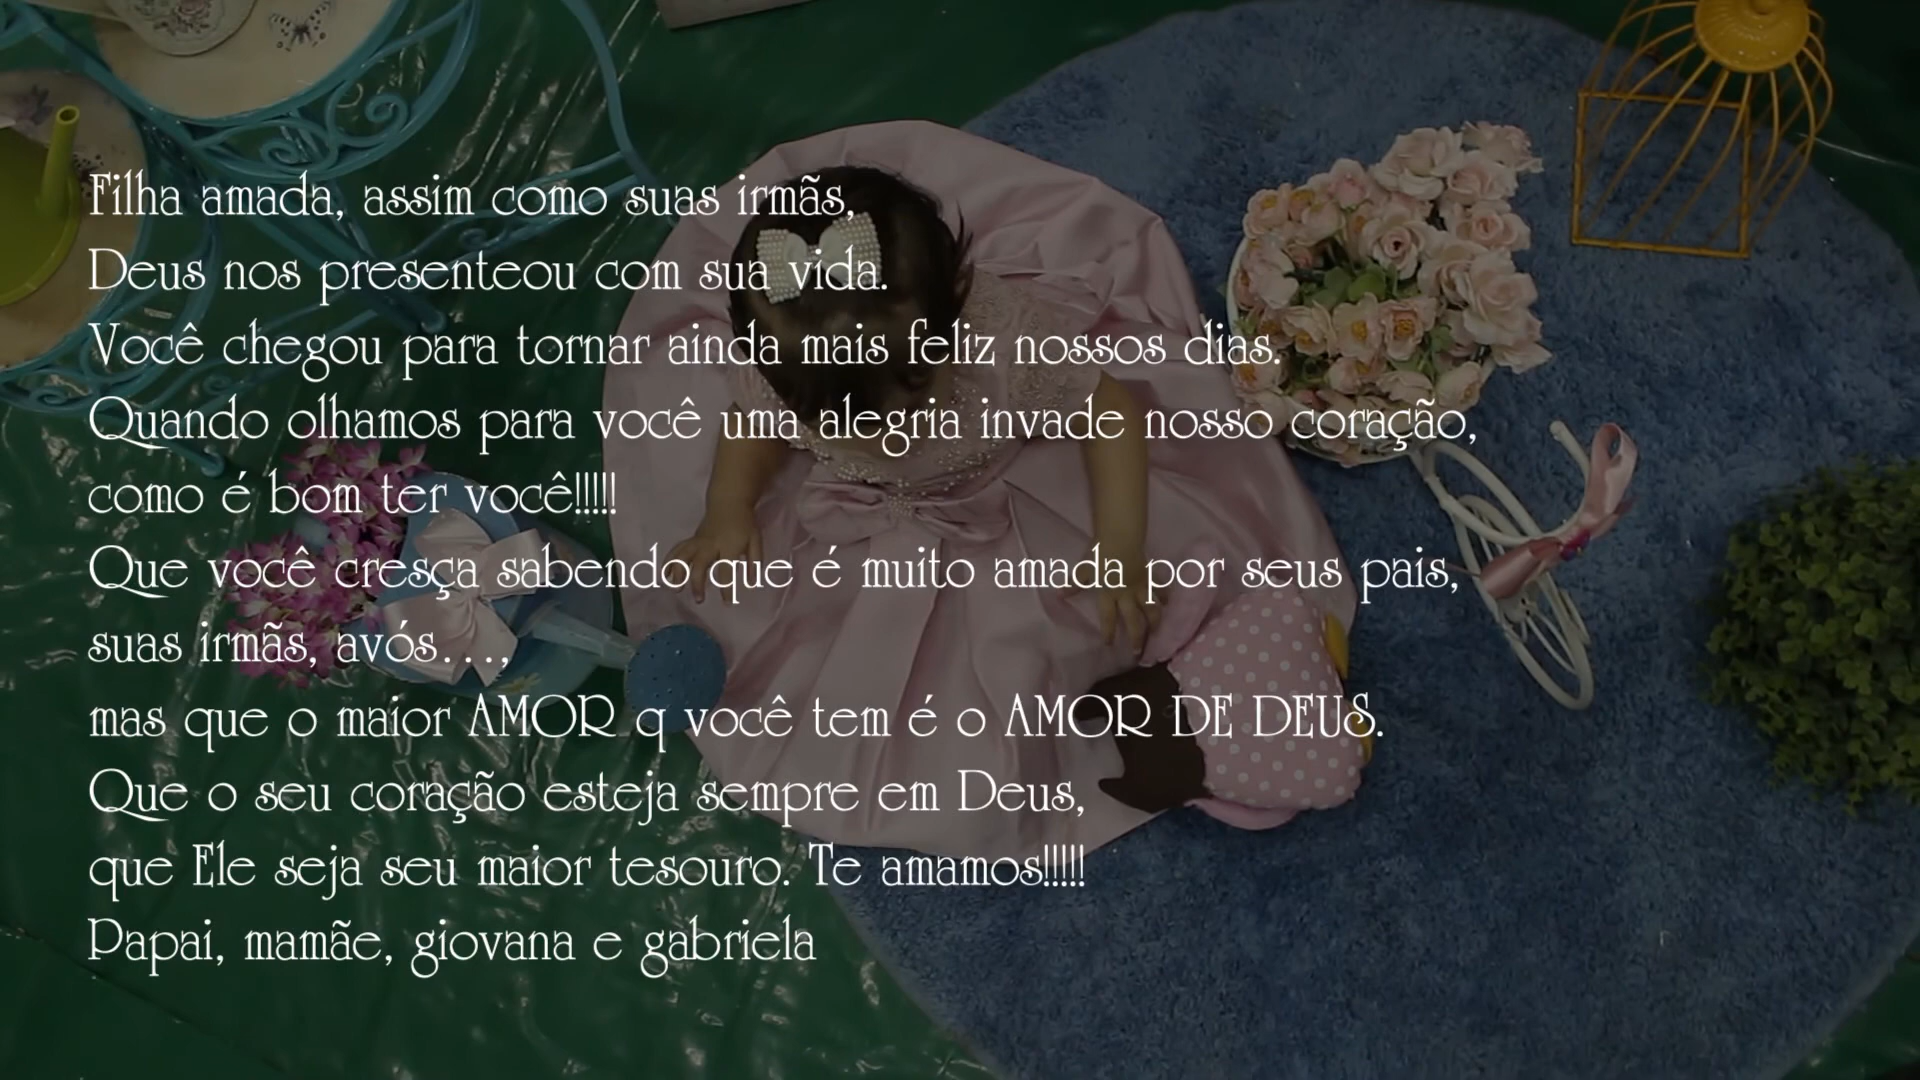 Filha amada, assim como suas irmãs,
Deus nos presenteou com sua vida.
Você chegou para tornar ainda mais feliz nossos dias.
Quando olhamos para você uma alegria invade nosso coração,
como é bom ter você!!!!!
Que você cresça sabendo que é muito amada por seus pais,
suas irmãs, avós...,
mas que o maior AMOR q você tem é o AMOR DE DEUS.
Que o seu coração esteja sempre em Deus,
que Ele seja seu maior tesouro. Te amamos!!!!!
Papai, mamãe, giovana e gabriela